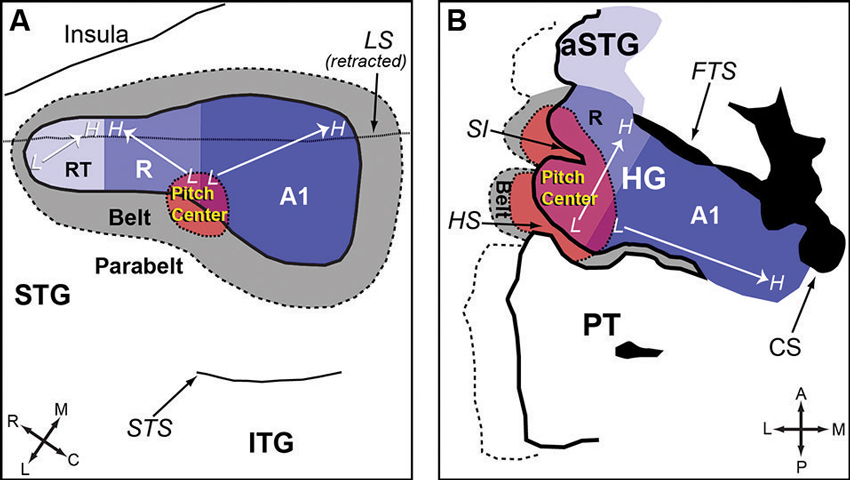 A
Insula
LS
(retracted)
H
H
L
RT
R
L
L
H
A1
Pitch
Center
Belt
Parabelt
STG
STS
ITG
R
M
L
C
B
aSTG
FTS
SI
R
H
Pitch
Center
HG
Belt
A1
HS
L
L
H
PT
CS
A
L
M
P